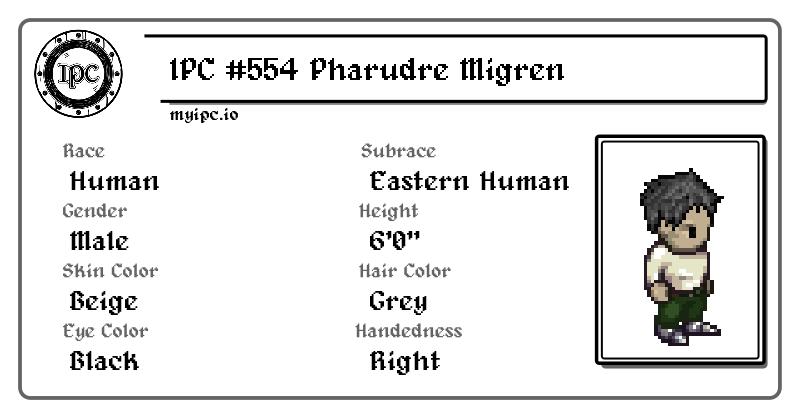 IPC
IPC #554 Pharudre Migren
myipc.io
Race
Human
Subrace
Eastern Human
Gender
Male
Height
6'0"
Skin Color
Beige
Hair Color
Grey
Eye Color
Black
Handedness
Right